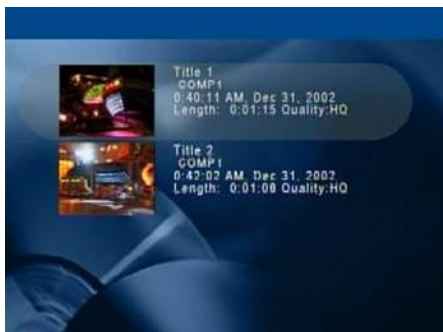 Title 1
COMP1
0:40:11 AM, Dec 31, 2002
Length: 0:01:15 Quality:HQ
Title 2
COMP1
0:42:02 AM, Dec 31, 2002
Length: 0:01:08 Quality:HQ